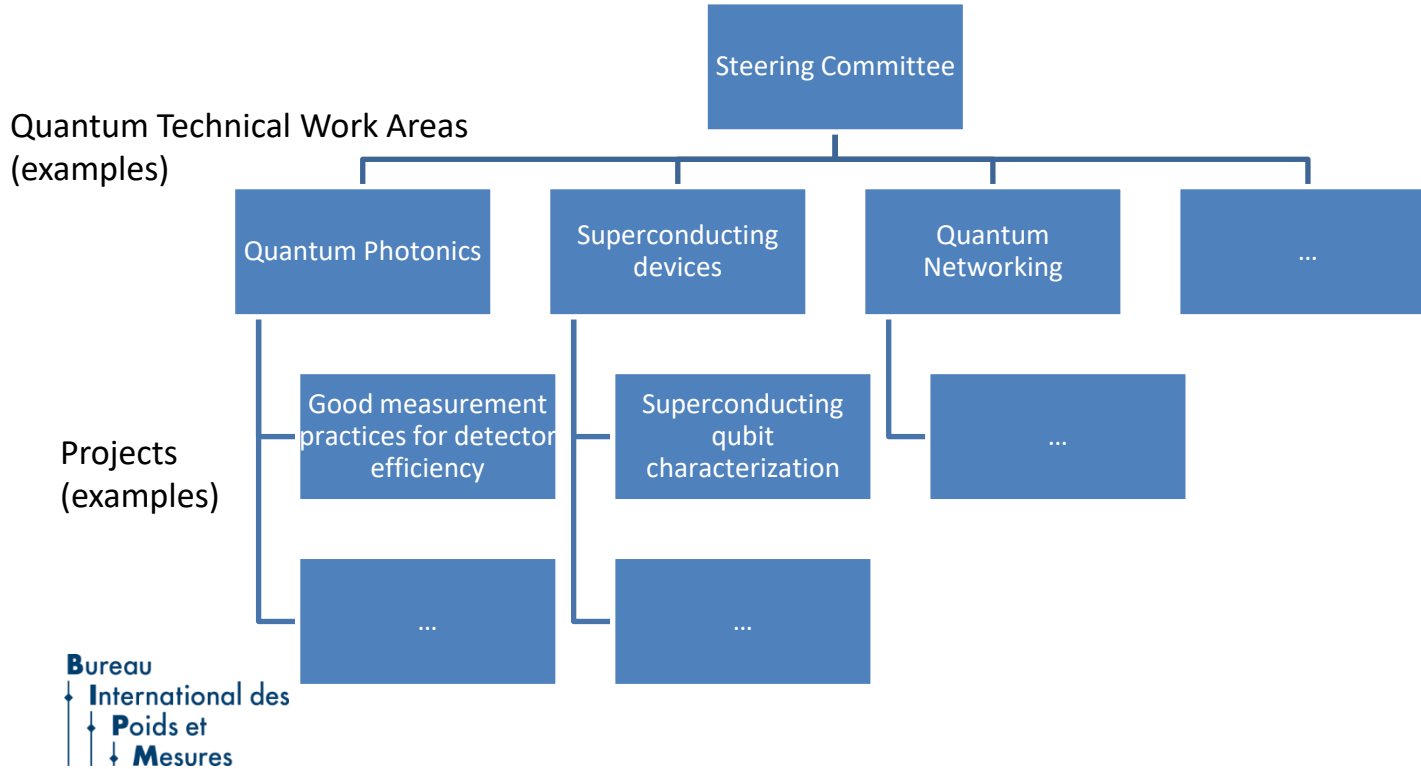 Steering Committee
Quantum Technical Work Areas
(examples)
Quantum Photonics
Superconducting
devices
Quantum
Networking
...
Good measurement
practices for detector
efficiency
Superconducting
qubit
characterization
...
Projects
(examples)
...
...
Bureau
International des
Poids et
Mesures